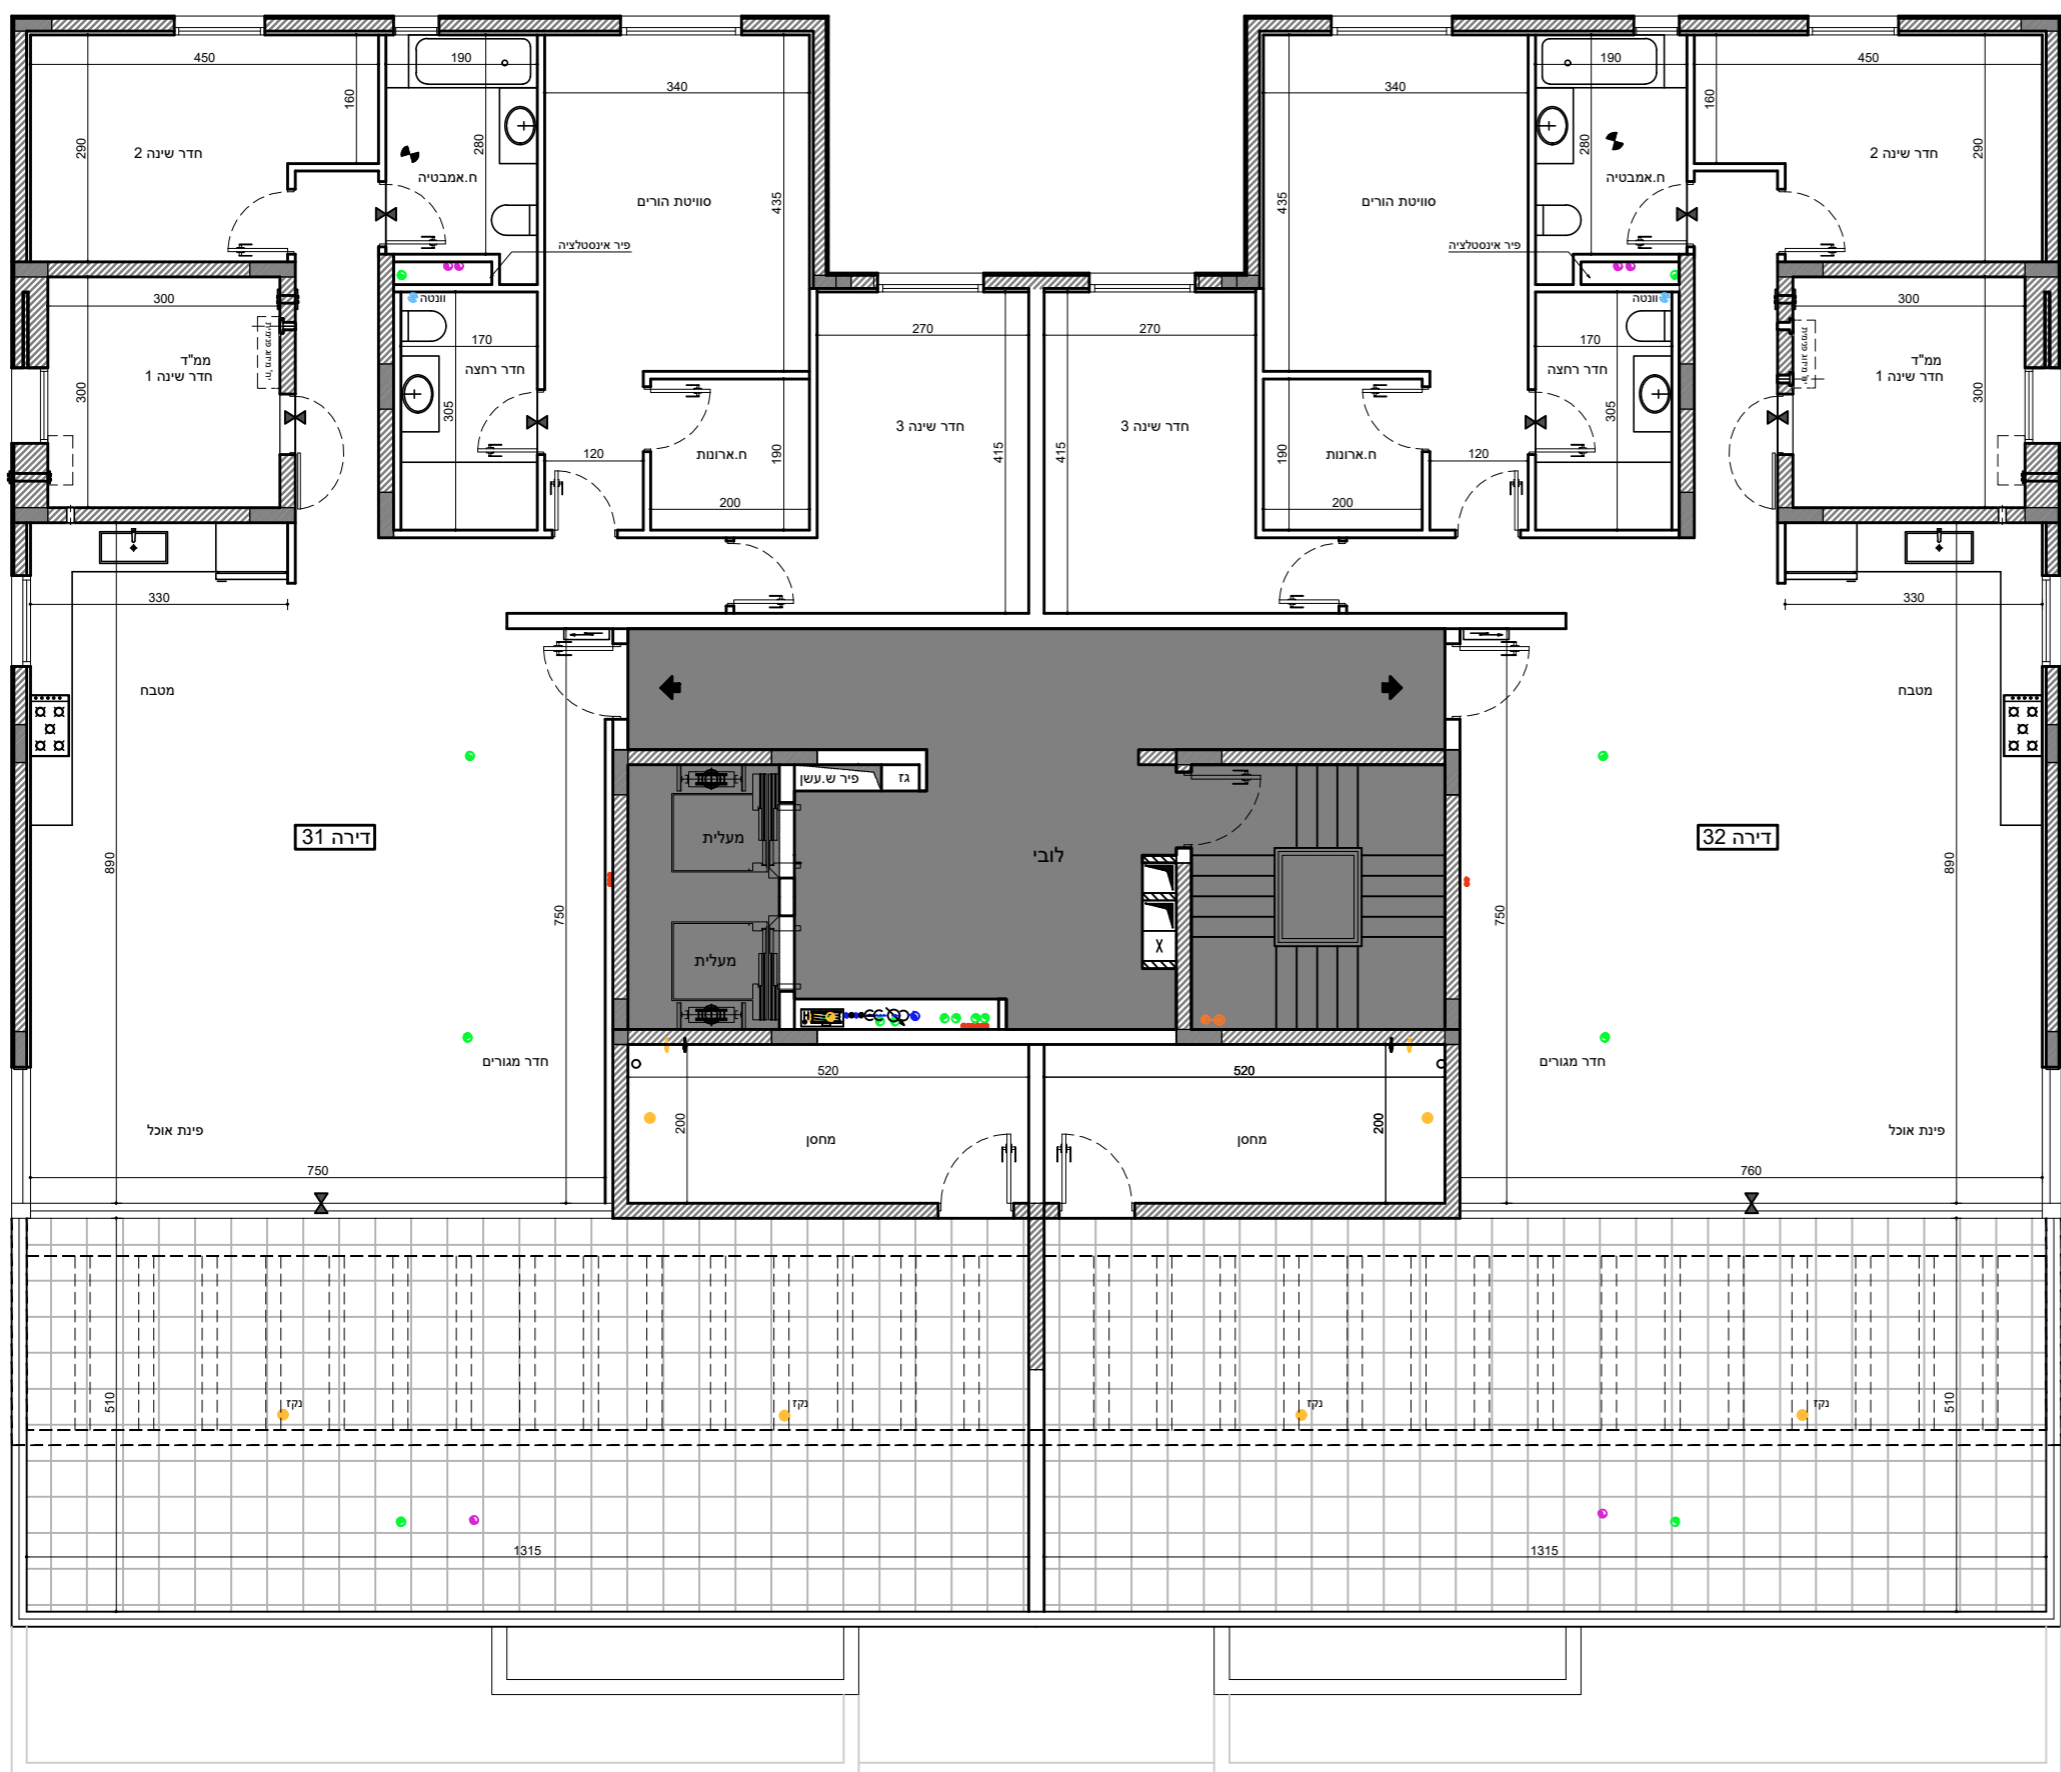 450
190
340
340
190
450
160
290
280
435
435
280
160
290
חדר שינה 2
ח.אמבטיה
סוויטת הורים
סוויטת הורים
ח.אמבטיה
חדר שינה 2
פיר אינסטלציה
פיר אינסטלציה
300
וונטה
וונטה
300
270
270
170
170
ממ"ד
חדר שינה 1
חדר רחצה
חדר רחצה
ממ"ד
חדר שינה 1
300
305
305
300
חדר שינה 3
חדר שינה 3
415
415
120
ח.ארונות
190
190
ח.ארונות
120
200
200
330
330
מטבח
מטבח
פיר ש.עשן
גז
דירה 31
מעלית
לובי
דירה 32
890
750
750
890
מעלית
X
חדר מגורים
חדר מגורים
520
520
200
200
פינת אוכל
מחסן
מחסן
פינת אוכל
750
760
510
נקז
נקז
נקז
נקז
510
1315
1315